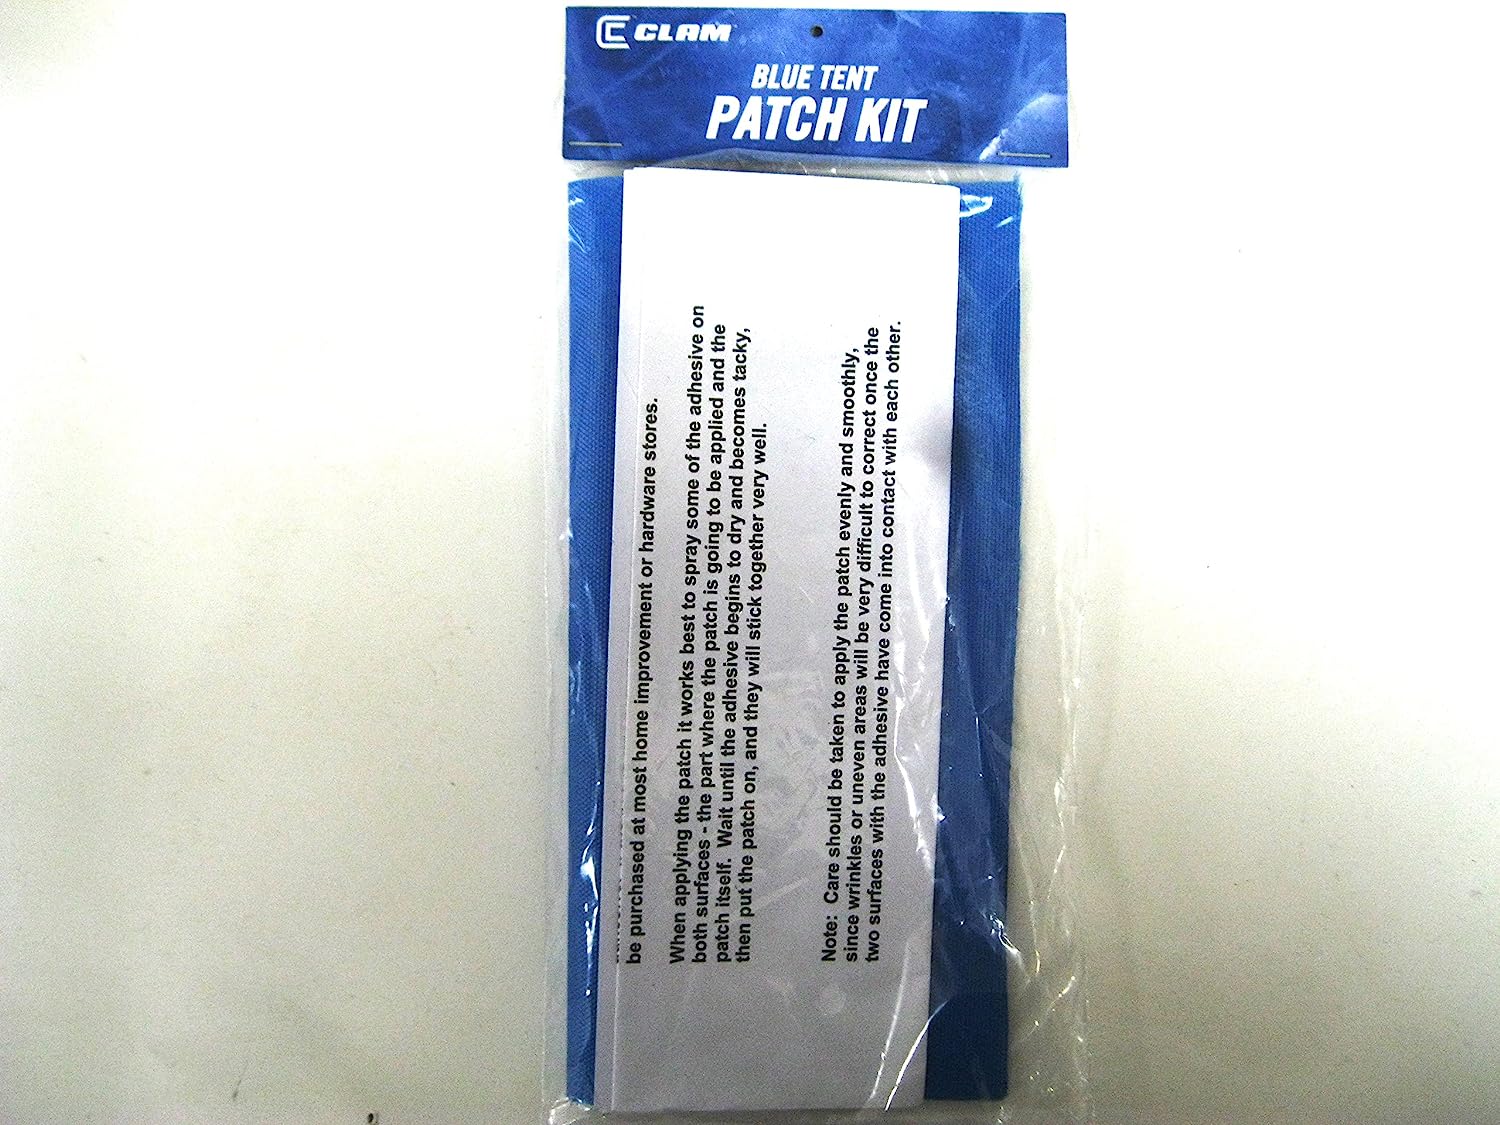 CLAM
BLUE TENT
PATCH KIT
be purchased at most home improvement or hardware stores.
When applying the patch it works best to spray some of the adhesive on
both surfaces - the part where the patch is going to be applied and the
patch itself. Wait until the adhesive begins to dry and becomes tacky,
then put the patch on, and they will stick together very well.
Note: Care should be taken to apply the patch evenly and smoothly,
since wrinkles or uneven areas will be very difficult to correct once the
two surfaces with the adhesive have come into contact with each other.